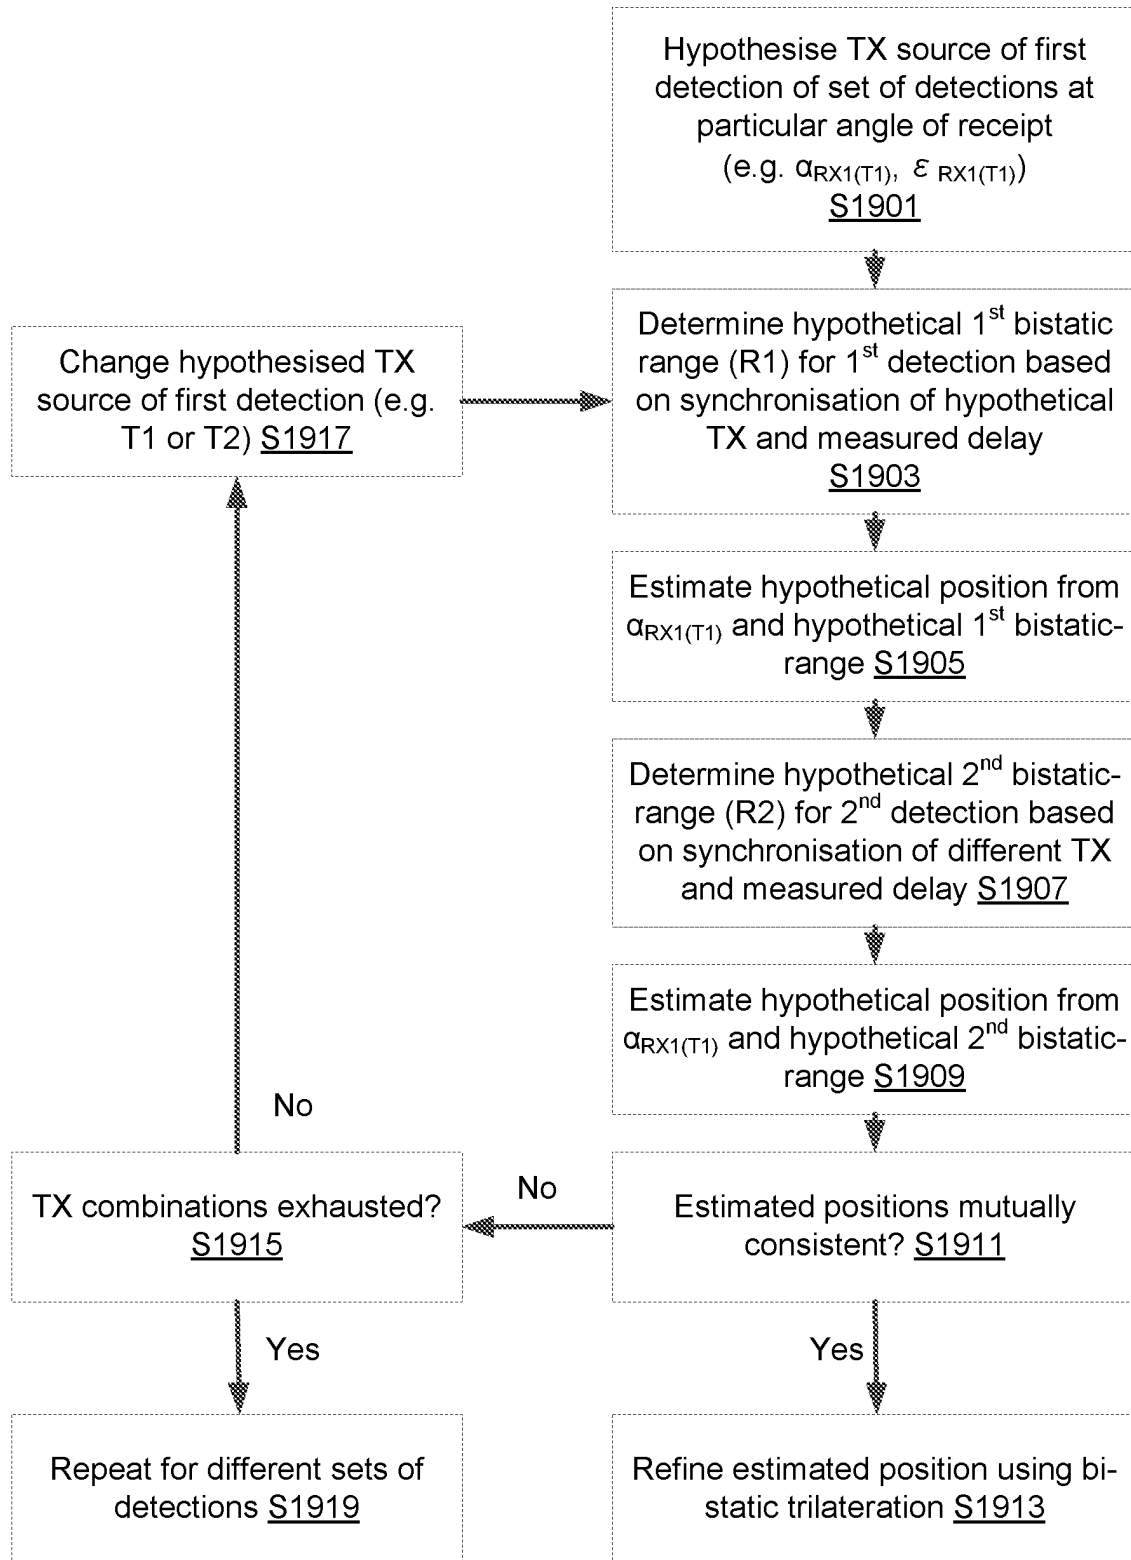 Hypothesise TX source of first
detection of set of detections at
particular angle of receipt
(e.g. αRX1(T1), ε RX1(T1))
S1901
Determine hypothetical 1st bistatic
range (R1) for 1st detection based
on synchronisation of hypothetical
TX and measured delay
S1903
Change hypothesised TX
source of first detection (e.g.
T1 or T2) S1917
Estimate hypothetical position from
αRX1(T1) and hypothetical 1st bistatic-
range S1905
Determine hypothetical 2nd bistatic-
range (R2) for 2nd detection based
on synchronisation of different TX
and measured delay S1907
Estimate hypothetical position from
αRX1(T1) and hypothetical 2nd bistatic-
range S1909
No
Estimated positions mutually
consistent? S1911
No
TX combinations exhausted?
S1915
Yes
Yes
Repeat for different sets of
detections S1919
Refine estimated position using bi-
static trilateration S1913